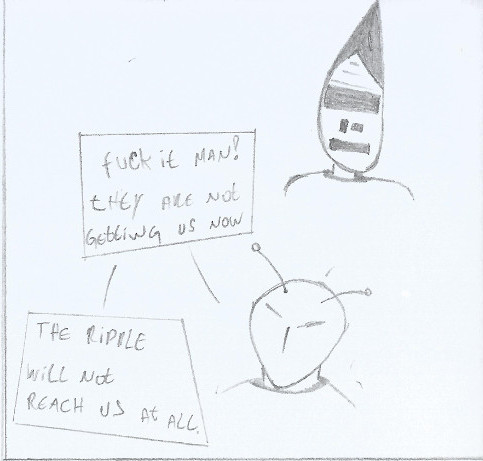 fuck it MAN!
tHEY ARE Not
GEttING US NOW
THE RiPPLE
WiLL Not
REACH US At ALL.